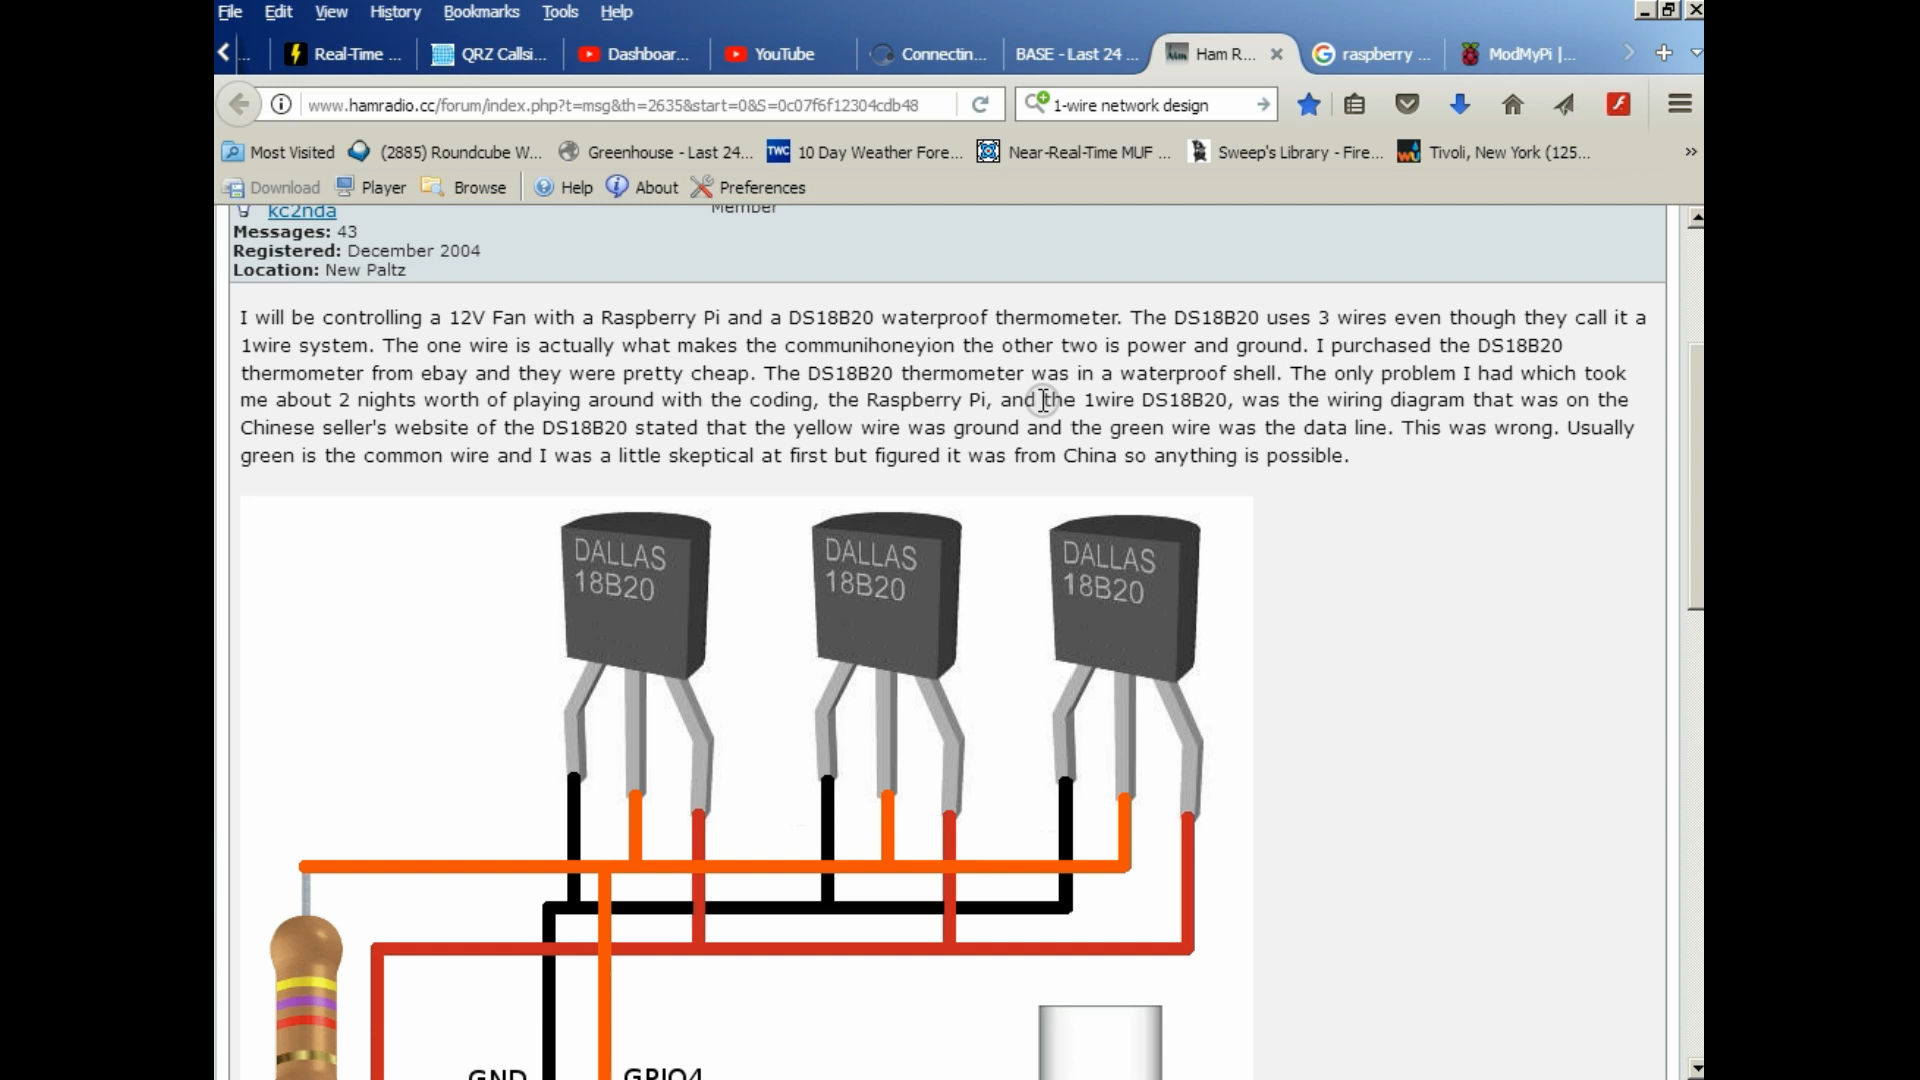 File Edit View History Bookmarks Tools Help
... Real-Time ... QRZ Callsi... Dashboar... YouTube Connectin... BASE - Last 24 ... Ham R... raspberry ... ModMyPi |...
www.hamradio.cc/forum/index.php?t=msg&th=2635&start=0&S=0c07f6f12304cdb48 1-wire network design
Most Visited (2885) Roundcube W... Greenhouse - Last 24... TWC 10 Day Weather Fore... Near-Real-Time MUF ... Sweep's Library - Fire... Tivoli, New York (125... »
Download Player Browse Help About Preferences
kc2nda Member
Messages: 43
Registered: December 2004
Location: New Paltz
I will be controlling a 12V Fan with a Raspberry Pi and a DS18B20 waterproof thermometer. The DS18B20 uses 3 wires even though they call it a
1wire system. The one wire is actually what makes the communihoneyion the other two is power and ground. I purchased the DS18B20
thermometer from ebay and they were pretty cheap. The DS18B20 thermometer was in a waterproof shell. The only problem I had which took
me about 2 nights worth of playing around with the coding, the Raspberry Pi, and the 1wire DS18B20, was the wiring diagram that was on the
Chinese seller's website of the DS18B20 stated that the yellow wire was ground and the green wire was the data line. This was wrong. Usually
green is the common wire and I was a little skeptical at first but figured it was from China so anything is possible.
DALLAS DALLAS DALLAS
18B20 18B20 18B20
GND GPIO4